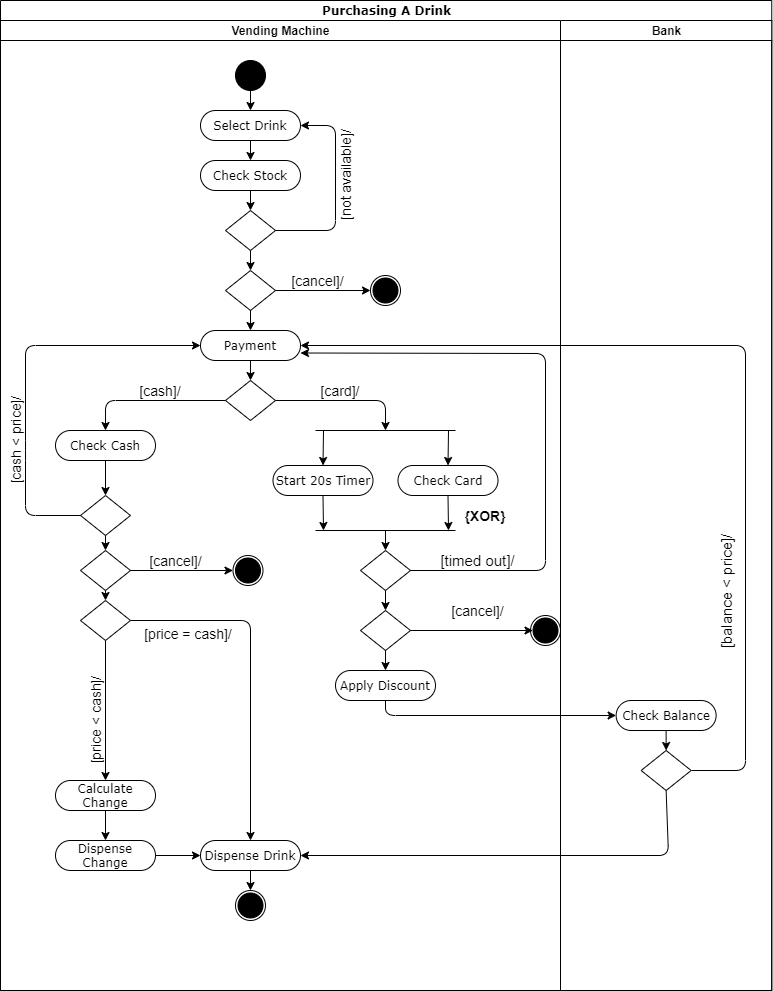 Purchasing A Drink
Vending Machine
Bank
Select Drink
[not available]/
Check Stock
[cancel]/
Payment
[cash]/
[card]/
[cash < price]/
Check Cash
Start 20s Timer
Check Card
{XOR}
[cancel]/
[timed out]/
[balance < price]/
[cancel]/
[price = cash]/
Apply Discount
[price < cash]/
Check Balance
Calculate
Change
Dispense
Change
Dispense Drink